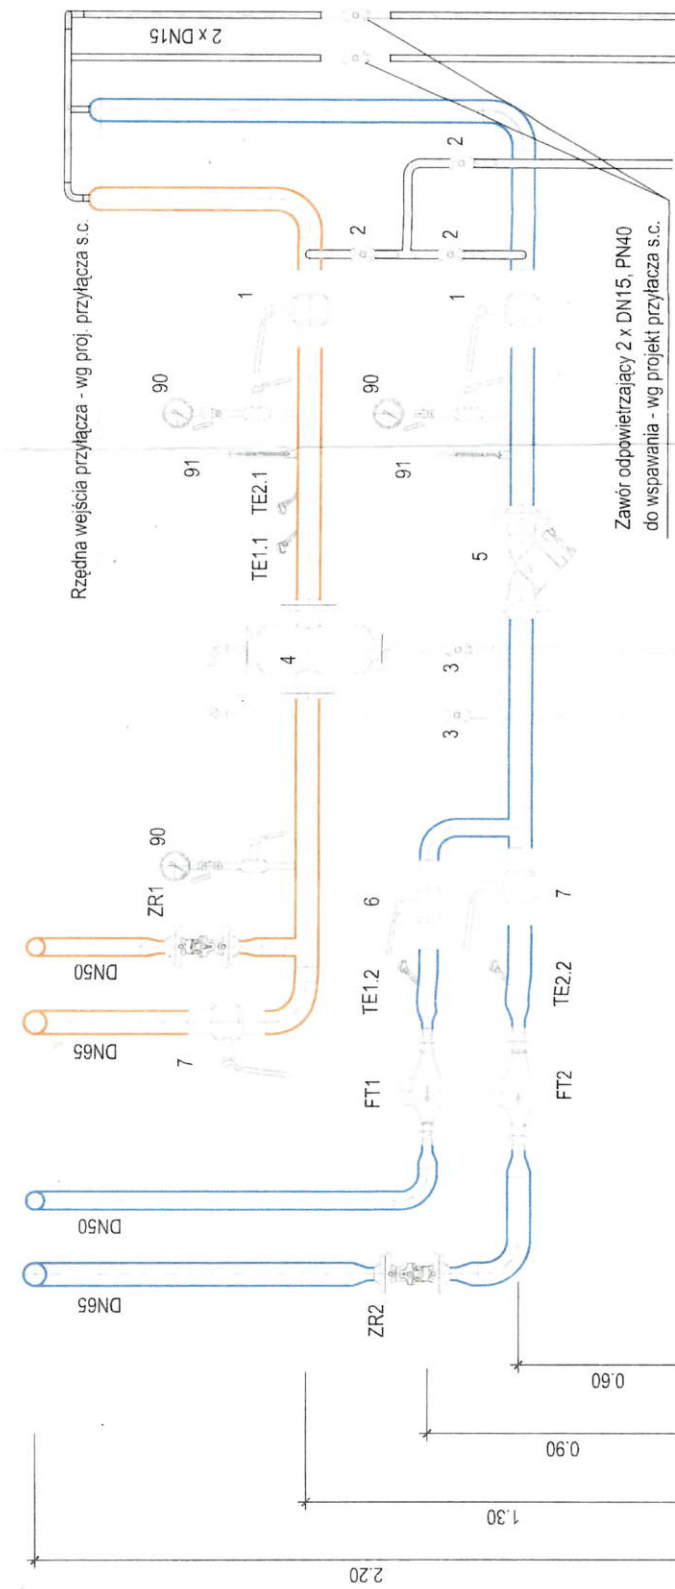 Rzędna wejścia przyłącza - wg proj. przyłącza s.c.
2 x DN15
DN50
DN65
ZR1
90
TE1.1
TE2.1
91
90
1
7
4
2
2
2
90
91
1
DN50
DN65
ZR2
FT1
TE1.2
6
3
3
5
FT2
TE2.2
7
Zawór odpowietrzający 2 x DN15, PN40
do wspawania - wg projekt przyłacza s.c.
2.20
1.30
0.90
0.60